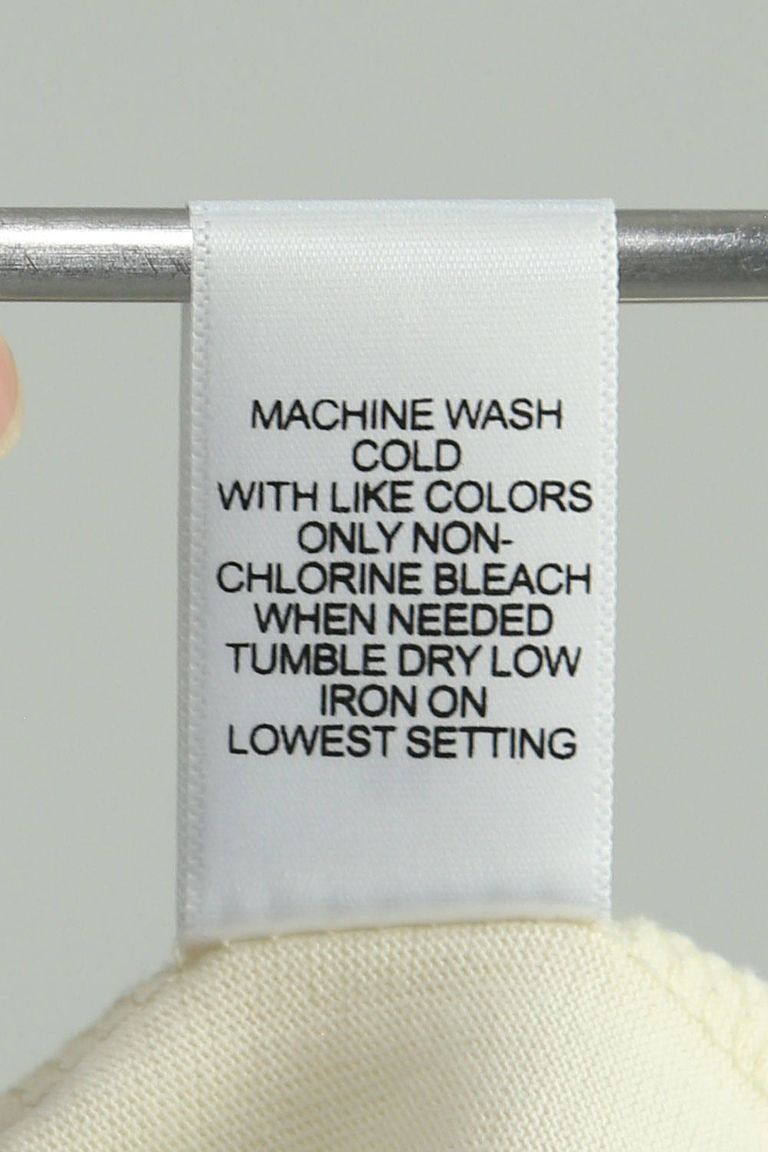 MACHINE WASH
COLD
WITH LIKE COLORS
ONLY NON-
CHLORINE BLEACH
WHEN NEEDED
TUMBLE DRY LOW
IRON ON
LOWEST SETTING